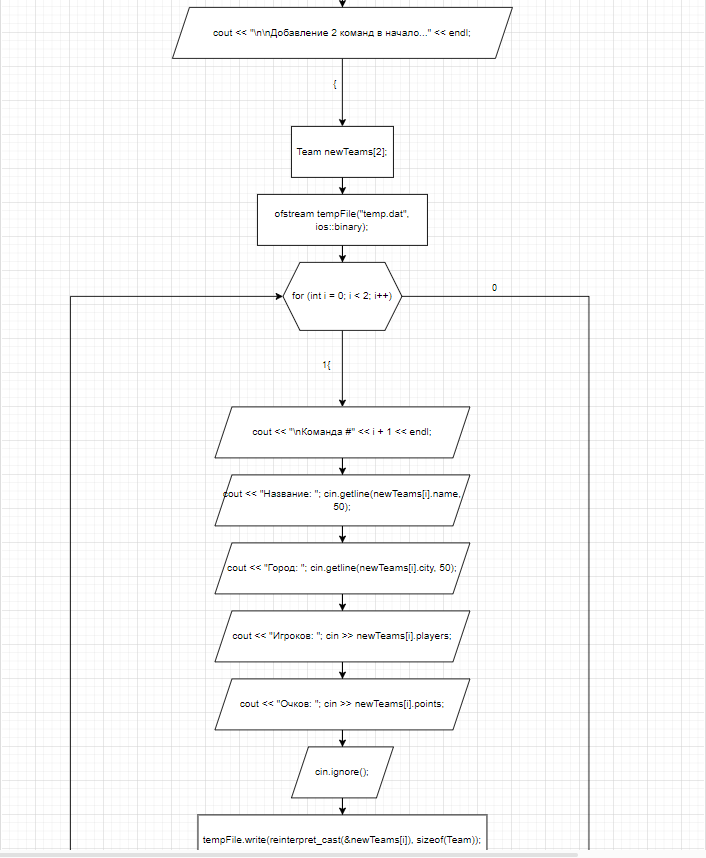 cout << "\n\nДобавление 2 команд в начало..." << endl;
{
Team newTeams[2];
ofstream tempFile("temp.dat",
ios::binary);
for (int i = 0; i < 2; i++)
0
1{
cout << "\nКоманда #" << i + 1 << endl;
cout << "Название: "; cin.getline(newTeams[i].name,
50);
cout << "Город: "; cin.getline(newTeams[i].city, 50);
cout << "Игроков: "; cin >> newTeams[i].players;
cout << "Очков: "; cin >> newTeams[i].points;
cin.ignore();
tempFile.write(reinterpret_cast(&newTeams[i]), sizeof(Team));